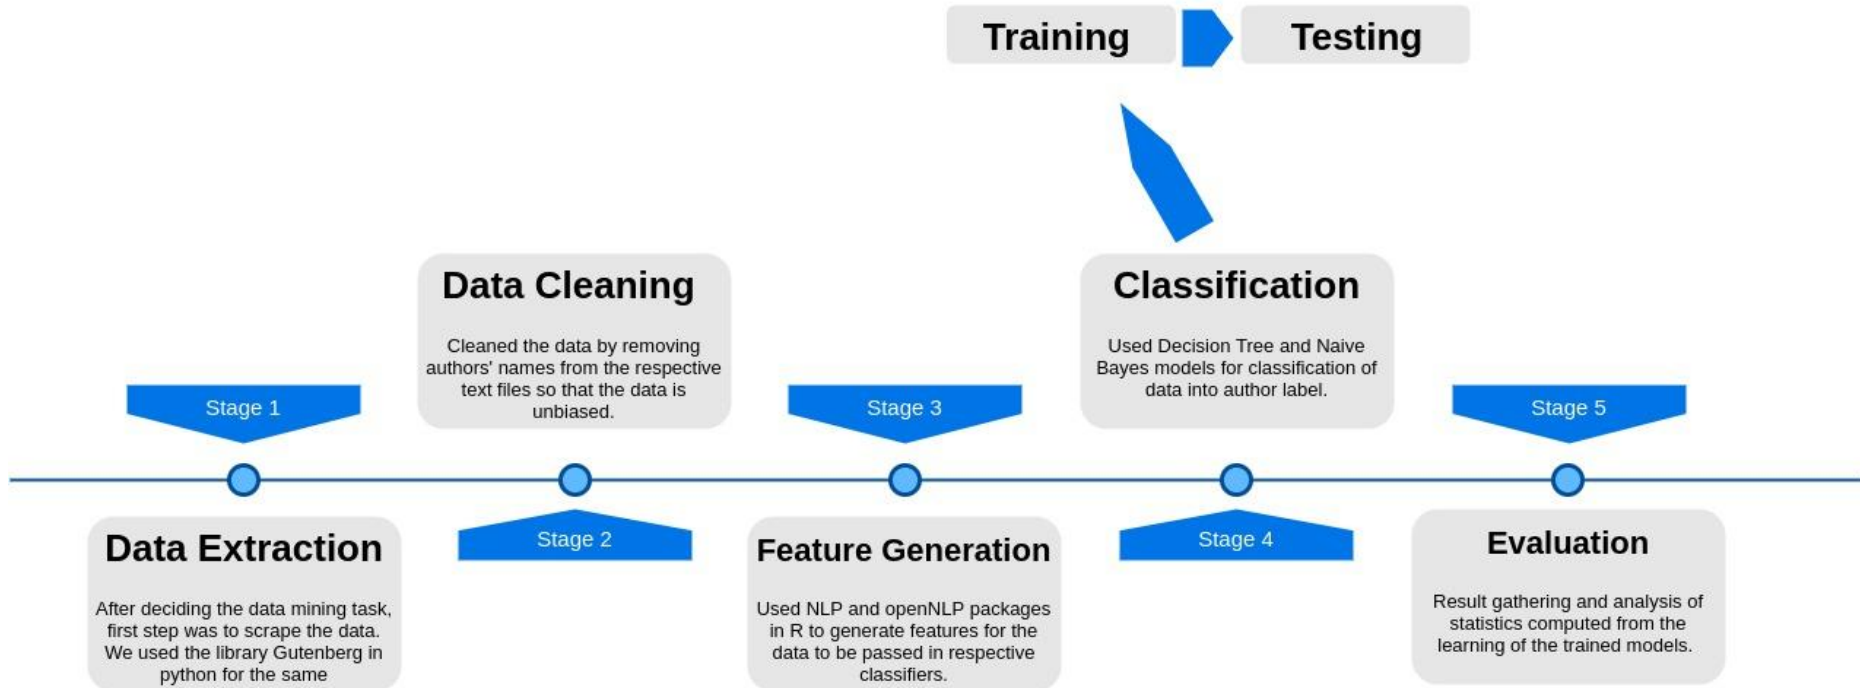 Training
Testing
Data Cleaning
Cleaned the data by removing
authors' names from the respective
text files so that the data is
unbiased.
Classification
Used Decision Tree and Naive
Bayes models for classification of
data into author label.
Stage 1
Stage 3
Stage 5
Stage 2
Stage 4
Data Extraction
After deciding the data mining task,
first step was to scrape the data.
We used the library Gutenberg in
python for the same
Feature Generation
Used NLP and openNLP packages
in R to generate features for the
data to be passed in respective
classifiers.
Evaluation
Result gathering and analysis of
statistics computed from the
learning of the trained models.